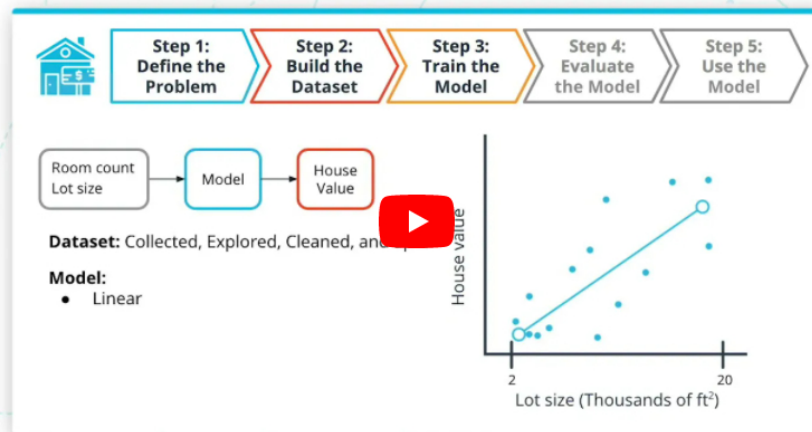 Step 1:
Define the
Problem
Step 2:
Build the
Dataset
Step 3:
Train the
Model
Step 4:
Evaluate
the Model
Step 5:
Use the
Model
$
Room count
Lot size
Model
House
Value
Dataset: Collected, Explored, Cleaned, and
Model:
● Linear
House Value
2
20
Lot size (Thousands of ft²)